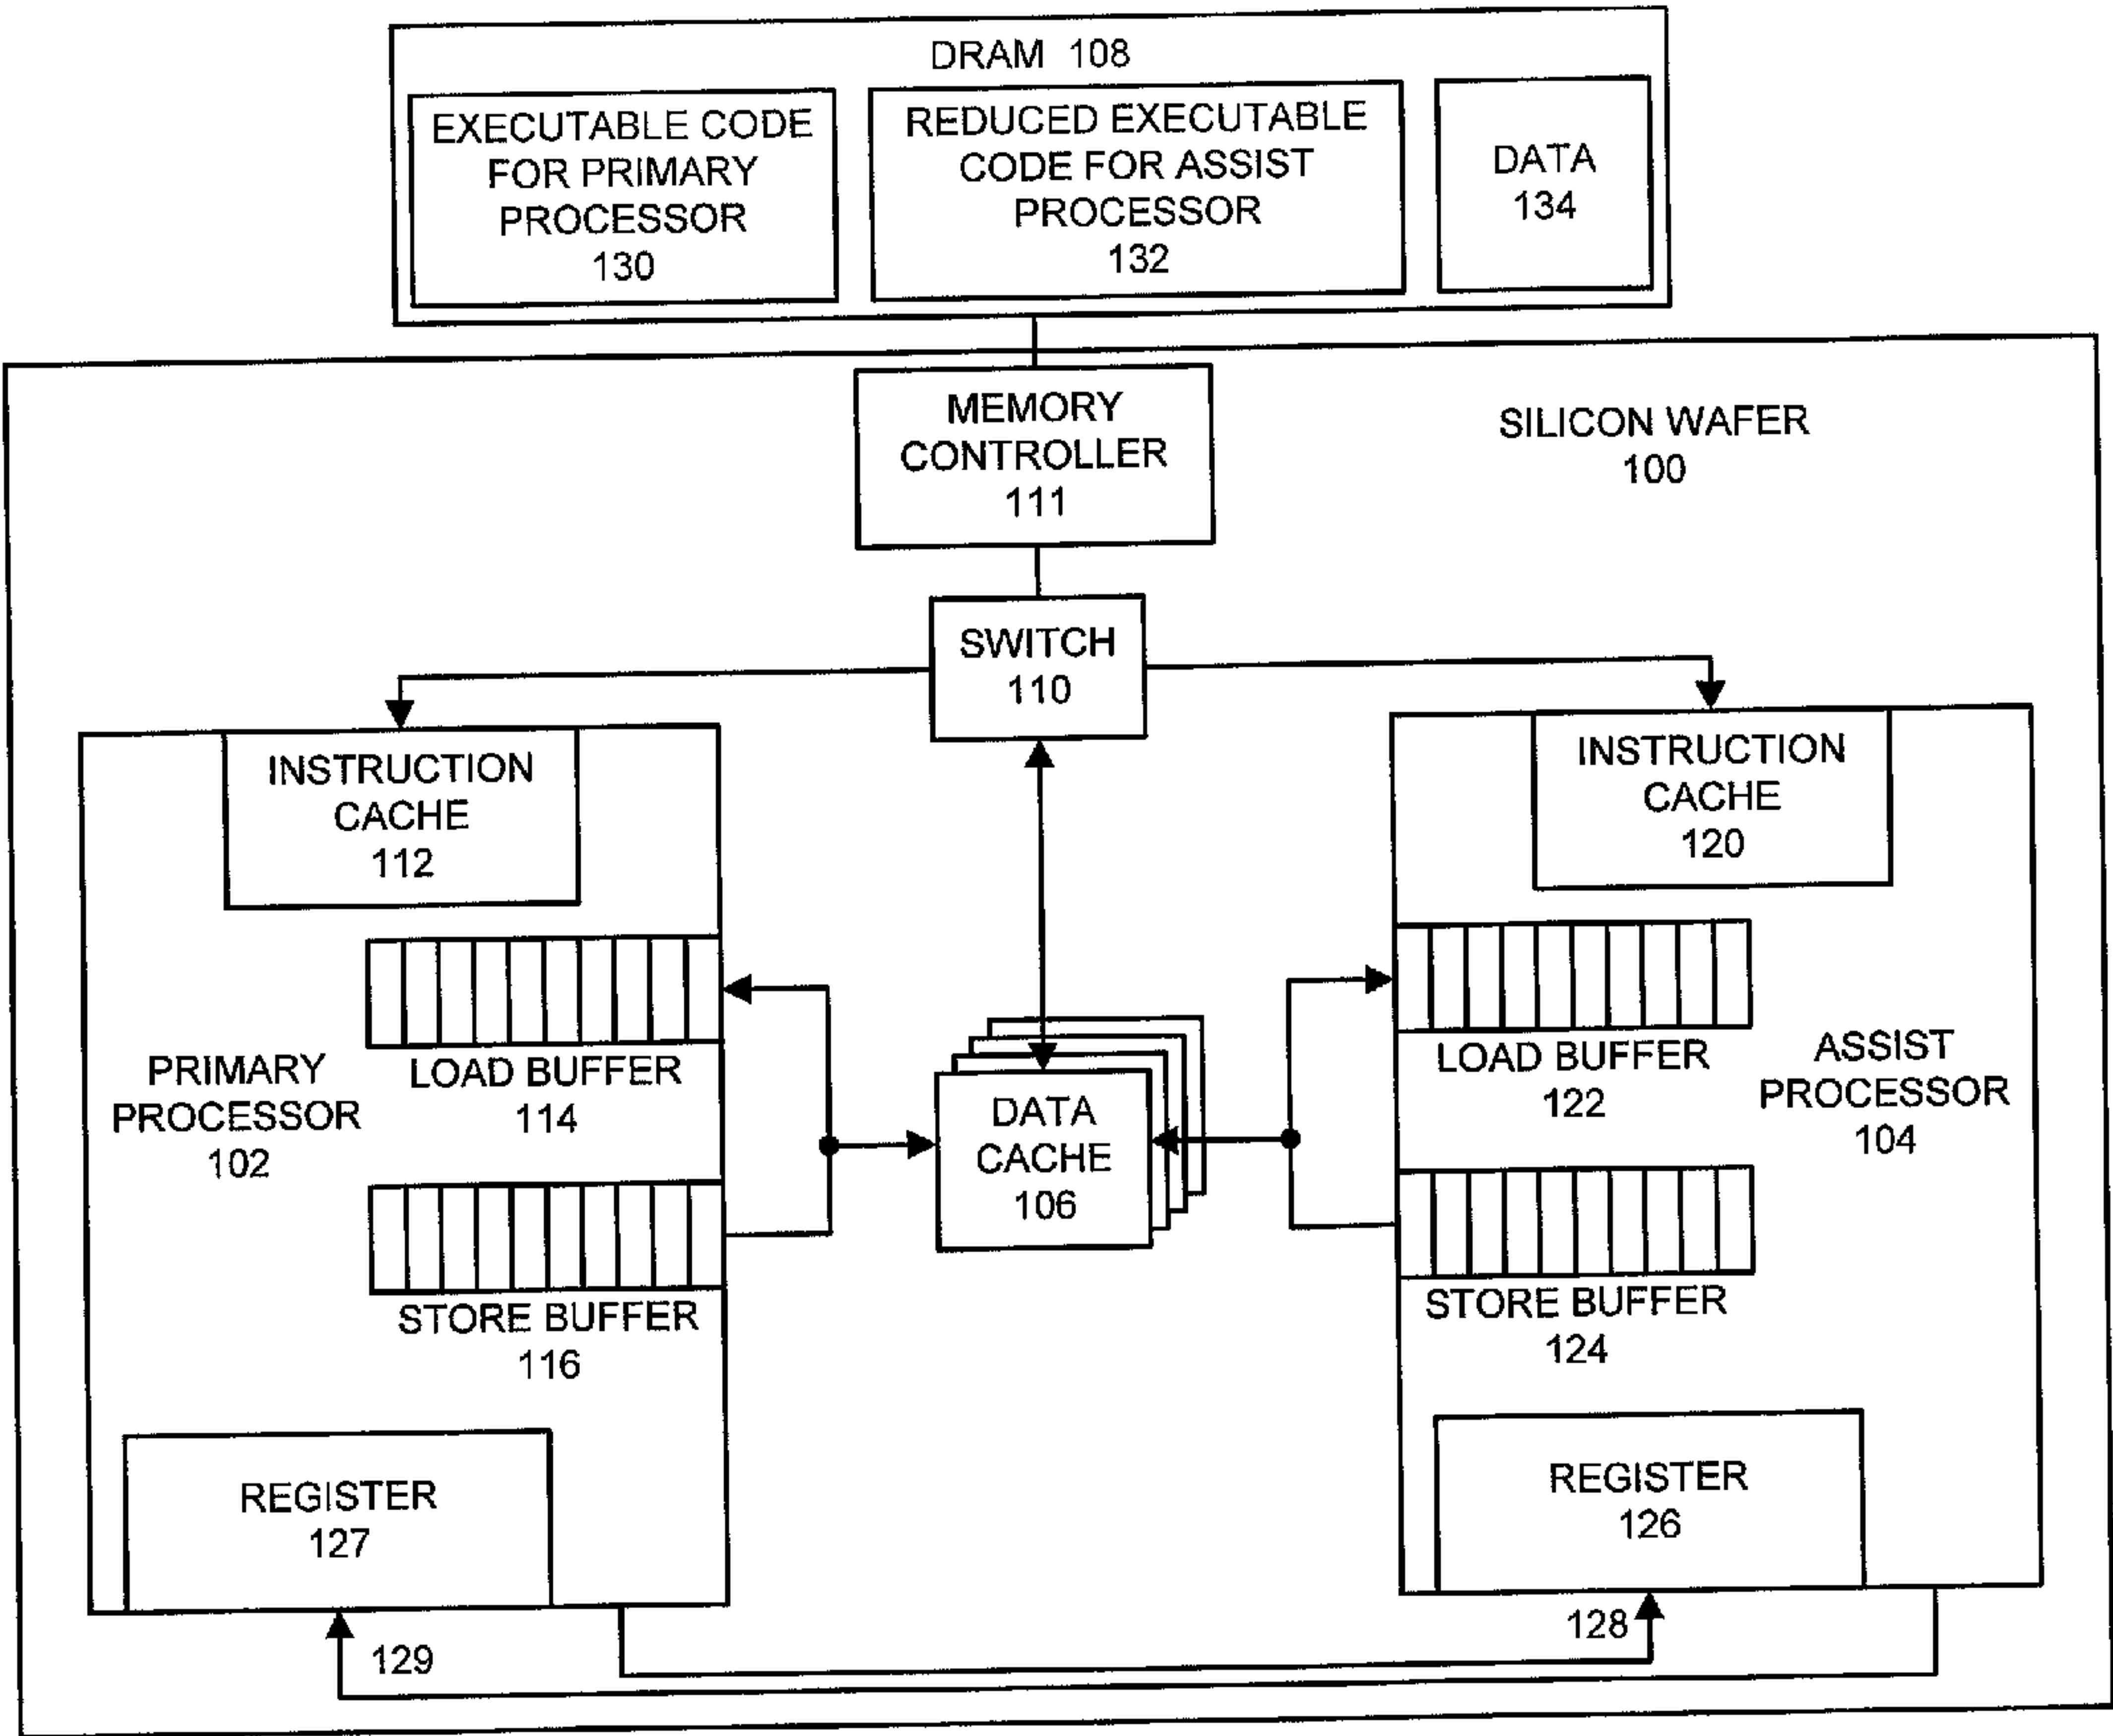 DRAM 108
EXECUTABLE CODE
FOR PRIMARY
PROCESSOR
130
REDUCED EXECUTABLE
CODE FOR ASSIST
PROCESSOR
132
DATA
134
MEMORY
CONTROLLER
111
SILICON WAFER
100
SWITCH
110
INSTRUCTION
CACHE
112
INSTRUCTION
CACHE
120
PRIMARY
PROCESSOR
102
LOAD BUFFER
114
STORE BUFFER
116
DATA
CACHE
106
LOAD BUFFER
122
ASSIST
PROCESSOR
104
STORE BUFFER
124
REGISTER
127
REGISTER
126
129
128